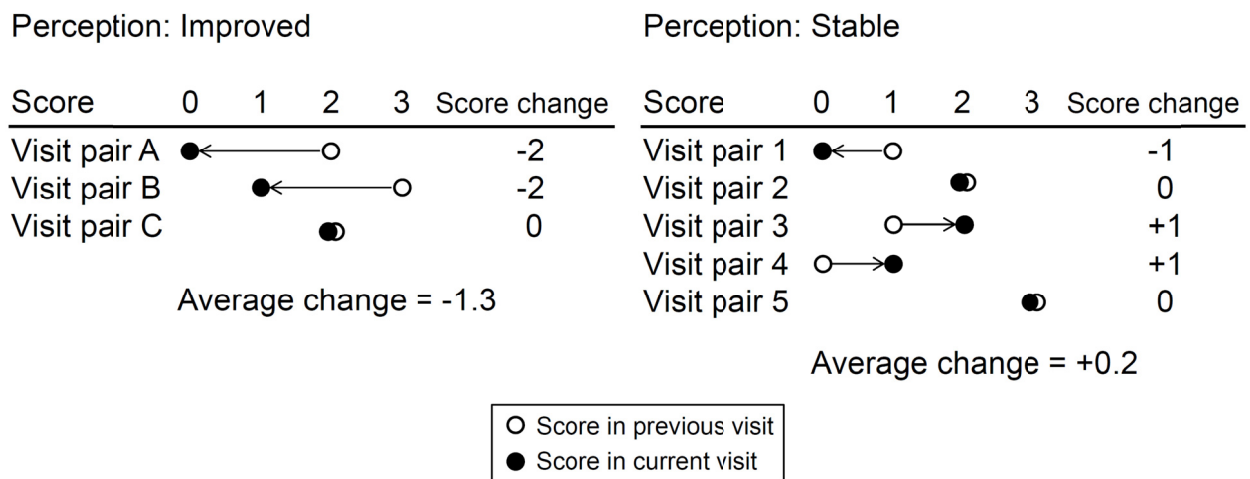 Perception: Improved
Score 0 1 2 3 Score change
Visit pair A -2
Visit pair B -2
Visit pair C 0
Average change = -1.3
Perception: Stable
Score 0 1 2 3 Score change
Visit pair 1 -1
Visit pair 2 0
Visit pair 3 +1
Visit pair 4 +1
Visit pair 5 0
Average change = +0.2
Score in previous visit
Score in current visit